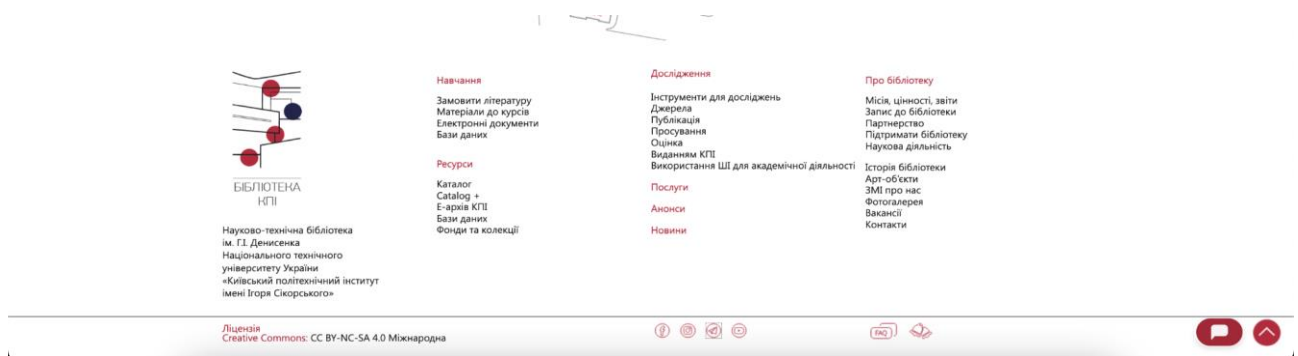 БІБЛІОТЕКА
КПІ
Науково-технічна бібліотека
ім. Г.І. Денисенка
Національного технічного
університету України
«Київський політехнічний інститут
імені Ігоря Сікорського»
Навчання
Замовити літературу
Матеріали до курсів
Електронні документи
Бази даних
Ресурси
Каталог
Catalog +
Е-архів КПІ
Бази даних
Фонди та колекції
Дослідження
Інструменти для досліджень
Джерела
Публікація
Просування
Оцінка
Виданням КПІ
Використання ШІ для академічної діяльності
Послуги
Анонси
Новини
Про бібліотеку
Місія, цінності, звіти
Запис до бібліотеки
Партнерство
Підтримати бібліотеку
Наукова діяльність
Історія бібліотеки
Арт-об'єкти
ЗМІ про нас
Фотогалерея
Вакансії
Контакти
Ліцензія
Creative Commons: CC BY-NC-SA 4.0 Міжнародна
FAQ